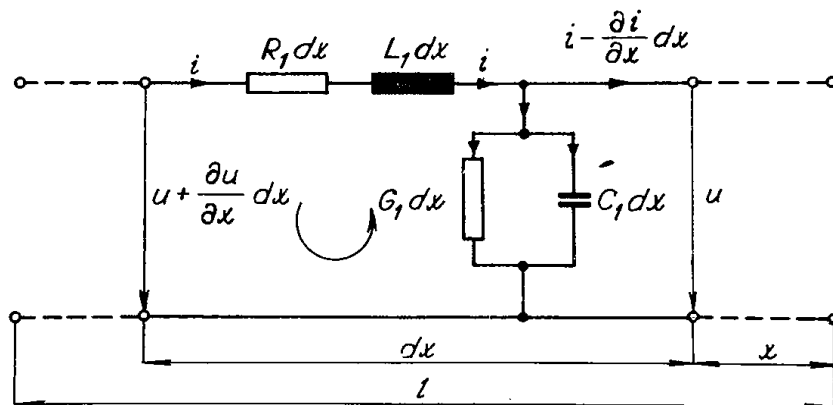 i
R₁dx
L₁dx
i
i − ∂i/∂x dx
u + ∂u/∂x dx
G₁dx
C₁dx
u
dx
x
l